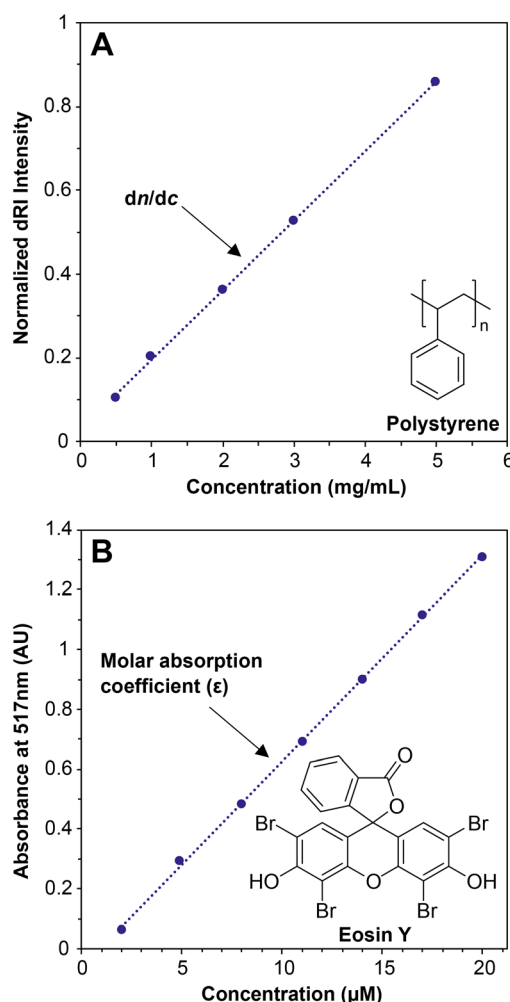 A
1
0.8
0.6
0.4
0.2
0
Normalized dRI Intensity
dn/dc
n
Polystyrene
0 1 2 3 4 5 6
Concentration (mg/mL)
B
1.4
1.2
1
0.8
0.6
0.4
0.2
0
Absorbance at 517nm (AU)
Molar absorption
coefficient (ε)
O
O
Br Br
HO O OH
Br Br
Eosin Y
0 5 10 15 20
Concentration (μM)